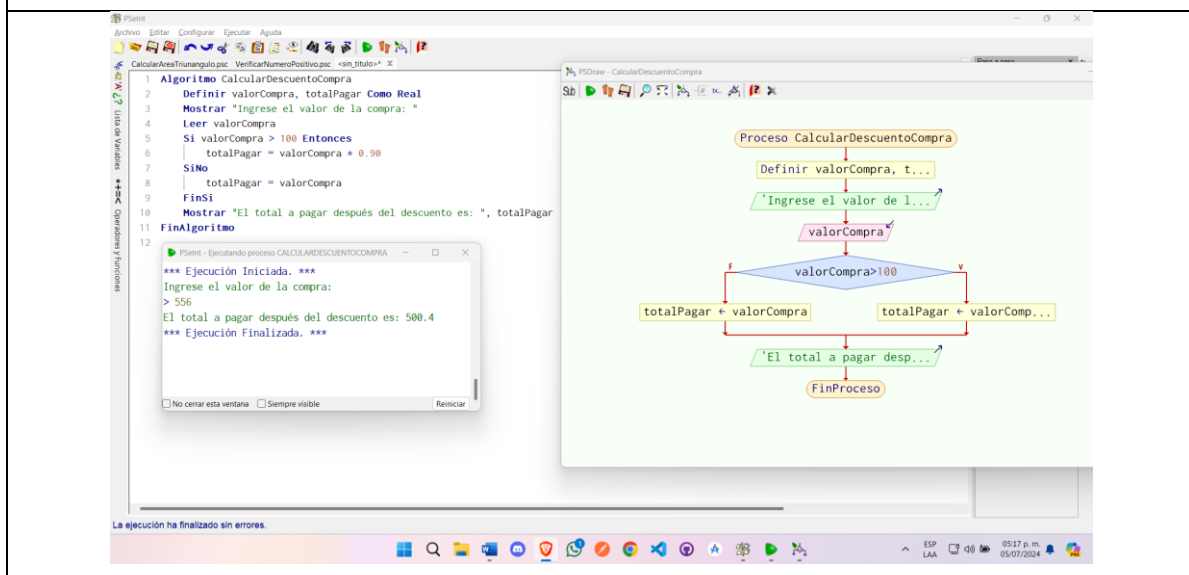 PSeInt
Archivo Editar Configurar Ejecutar Ayuda
CalcularAreaTriunangulo.psc VerificarNumeroPositivo.psc <sin_titulo>* X
Lista de Variables
*+=< Operadores y Funciones
1 Algoritmo CalcularDescuentoCompra
2 Definir valorCompra, totalPagar Como Real
3 Mostrar "Ingrese el valor de la compra: "
4 Leer valorCompra
5 Si valorCompra > 100 Entonces
6 totalPagar = valorCompra * 0.90
7 SiNo
8 totalPagar = valorCompra
9 FinSi
10 Mostrar "El total a pagar después del descuento es: ", totalPagar
11 FinAlgoritmo
12
PSeInt - Ejecutando proceso CALCULARDESCUENTOCOMPRA
*** Ejecución Iniciada. ***
Ingrese el valor de la compra:
> 556
El total a pagar después del descuento es: 500.4
*** Ejecución Finalizada. ***
No cerrar esta ventana Siempre visible Reiniciar
PSDraw - CalcularDescuentoCompra
Sub
Proceso CalcularDescuentoCompra
Definir valorCompra, t...
'Ingrese el valor de l...
valorCompra
F valorCompra>100 V
totalPagar ← valorCompra totalPagar ← valorComp...
'El total a pagar desp...
FinProceso
La ejecución ha finalizado sin errores.
ESP
LAA
05:17 p. m.
05/07/2024